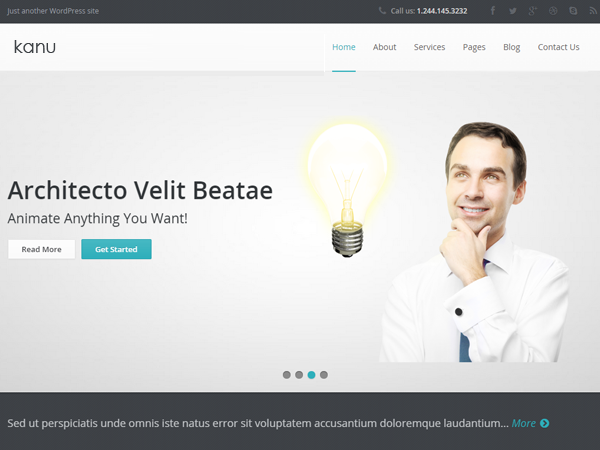 Just another WordPress site
Call us: 1.244.145.3232
kanu
Home About Services Pages Blog Contact Us
Architecto Velit Beatae
Animate Anything You Want!
Read More Get Started
Sed ut perspiciatis unde omnis iste natus error sit voluptatem accusantium doloremque laudantium... More